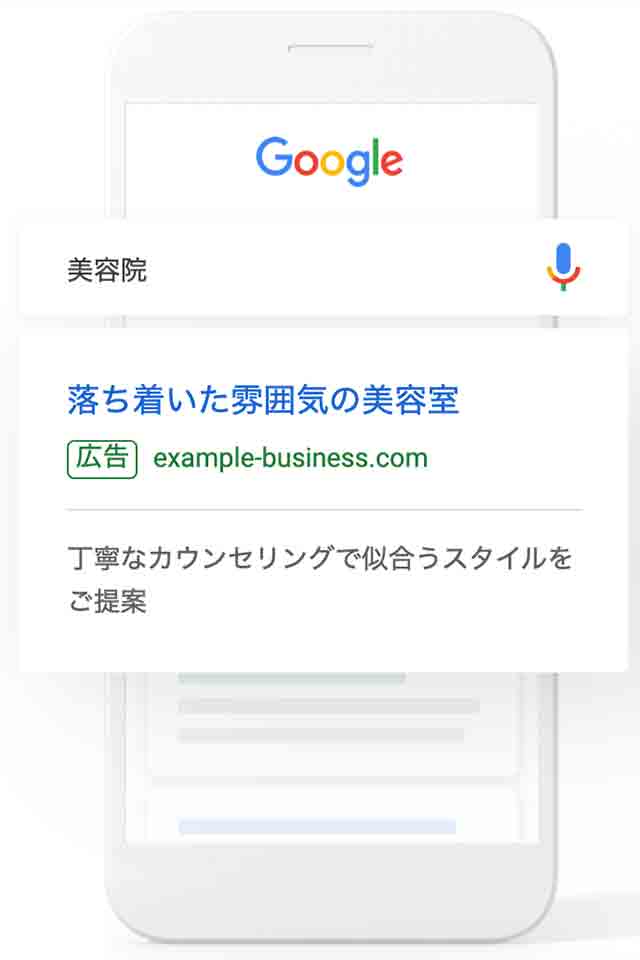 Google
美容院
落ち着いた雰囲気の美容室
広告 example-business.com
丁寧なカウンセリングで似合うスタイルを
ご提案